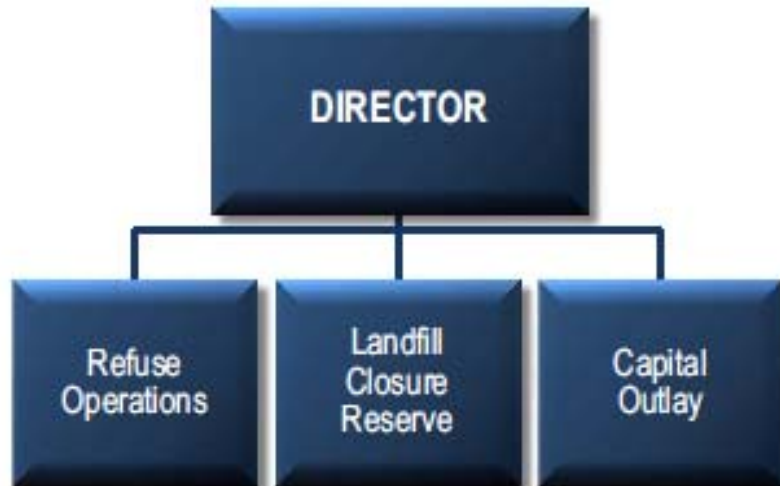 DIRECTOR
Refuse
Operations
Landfill
Closure
Reserve
Capital
Outlay